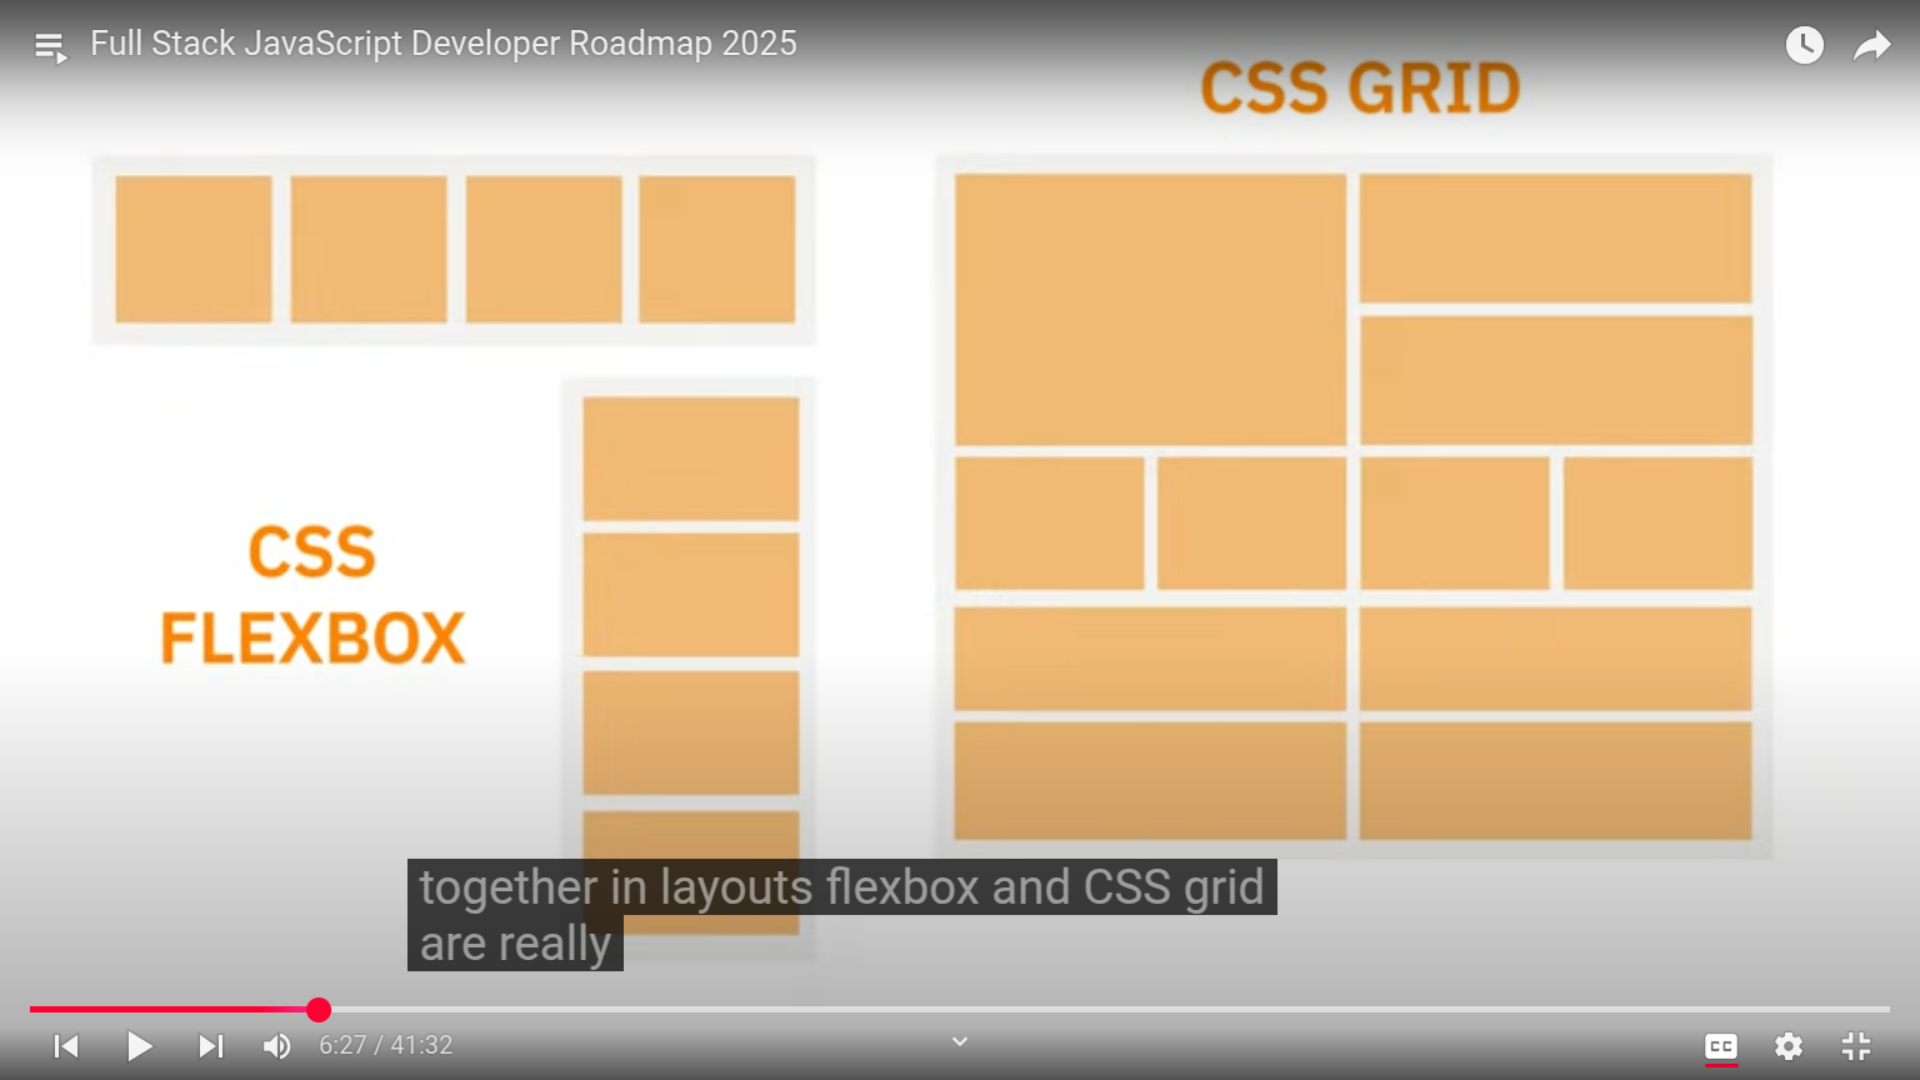 Full Stack JavaScript Developer Roadmap 2025
CSS GRID
CSS
FLEXBOX
together in layouts flexbox and CSS grid
are really
6:27 / 41:32
CC